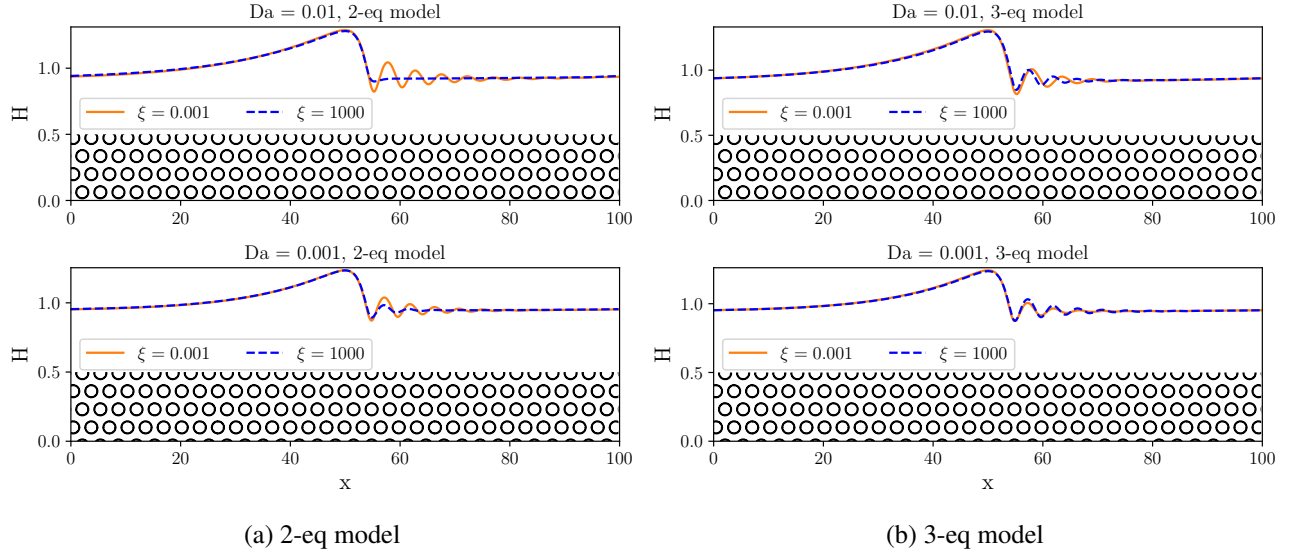 Da = 0.01, 2-eq model
H
1.0
0.5
0.0
ξ = 0.001
ξ = 1000
0 20 40 60 80 100
Da = 0.001, 2-eq model
H
1.0
0.5
0.0
ξ = 0.001
ξ = 1000
0 20 40 60 80 100
x
(a) 2-eq model
Da = 0.01, 3-eq model
H
1.0
0.5
0.0
ξ = 0.001
ξ = 1000
0 20 40 60 80 100
Da = 0.001, 3-eq model
H
1.0
0.5
0.0
ξ = 0.001
ξ = 1000
0 20 40 60 80 100
x
(b) 3-eq model